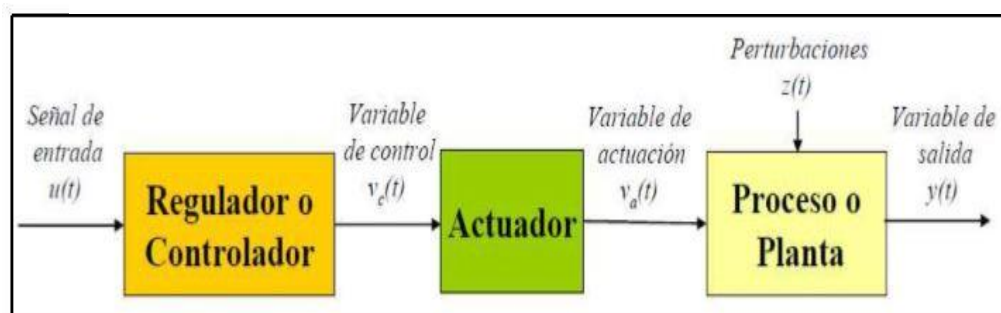 Señal de
entrada
u(t)
Regulador o
Controlador
Variable
de control
v_c(t)
Actuador
Variable de
actuación
v_a(t)
Perturbaciones
z(t)
Proceso o
Planta
Variable de
salida
y(t)